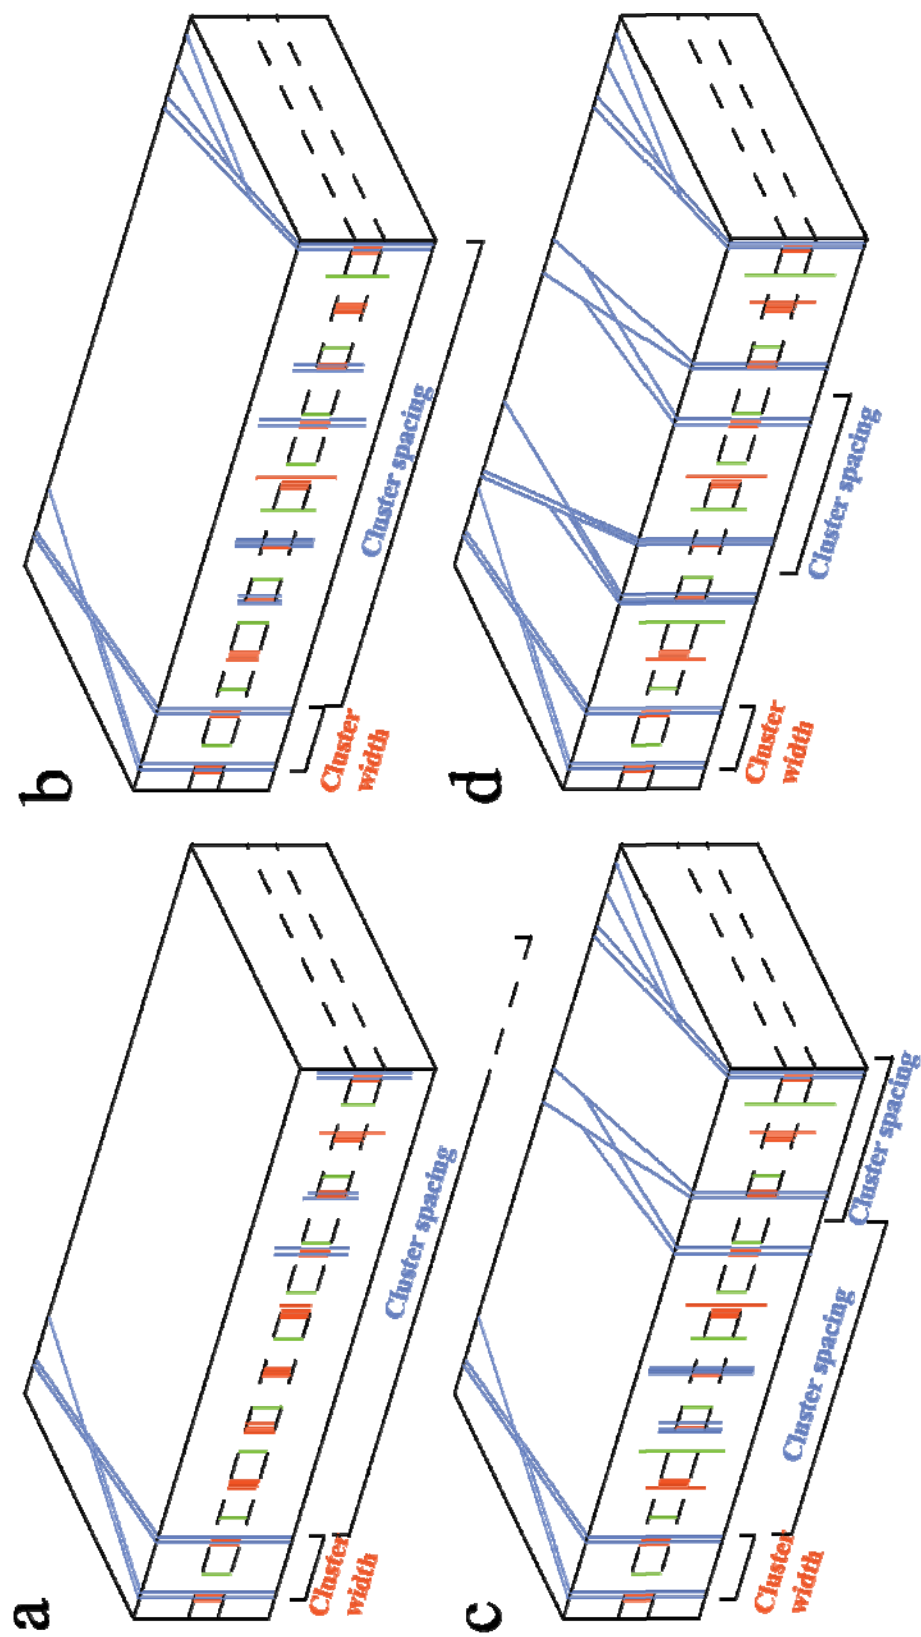 a
Cluster
width
Cluster spacing
b
Cluster
width
Cluster spacing
c
Cluster
width
Cluster spacing
Cluster spacing
d
Cluster
width
Cluster spacing